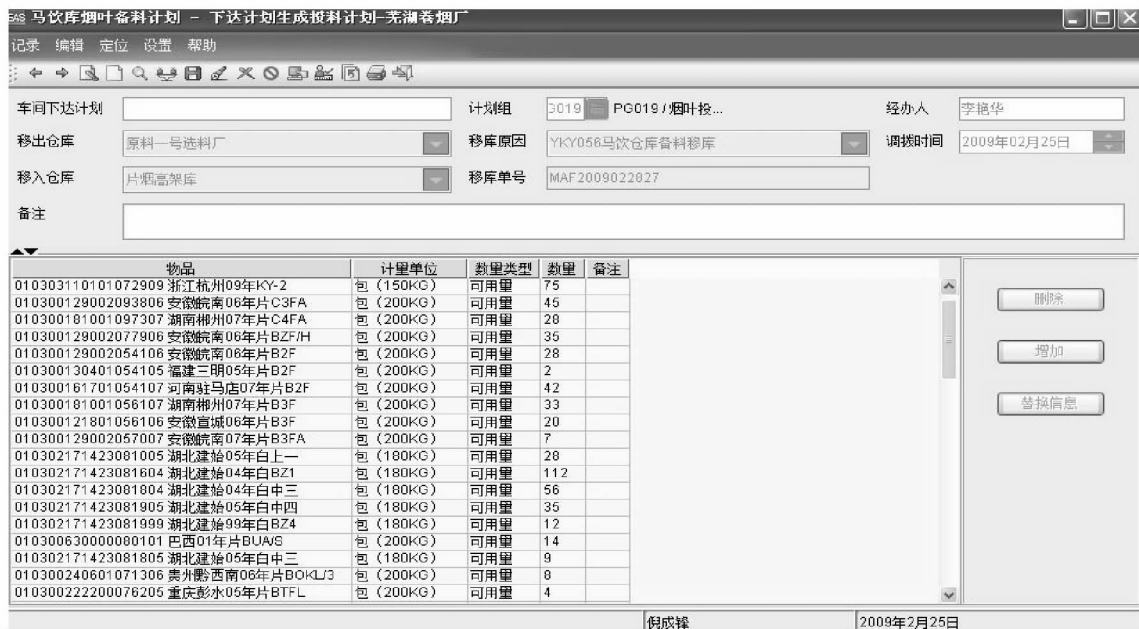 马饮库烟叶备料计划 - 下达计划生成投料计划-芜湖卷烟厂
记录 编辑 定位 设置 帮助
车间下达计划 计划组 G019 PG019 / 烟叶投... 经办人 李艳华
移出仓库 原料一号选料厂 移库原因 YKY056马饮仓库备料移库 调拨时间 2009年02月25日
移入仓库 片烟高架库 移库单号 MAF2009022827
备注
物品 计量单位 数量类型 数量 备注
010303110101072909 浙江杭州09年KY-2 包（150KG） 可用量 75
010300129002093806 安徽皖南06年片C3FA 包（200KG） 可用量 45
010300181001097307 湖南郴州07年片C4FA 包（200KG） 可用量 28
010300129002077906 安徽皖南06年片BZF/H 包（200KG） 可用量 35
010300129002054106 安徽皖南06年片B2F 包（200KG） 可用量 28
010300130401054105 福建三明05年片B2F 包（200KG） 可用量 2
010300161701054107 河南驻马店07年片B2F 包（200KG） 可用量 42
010300181001056107 湖南郴州07年片B3F 包（200KG） 可用量 33
010300121801056106 安徽宣城06年片B3F 包（200KG） 可用量 20
010300129002057007 安徽皖南07年片B3FA 包（200KG） 可用量 7
010302171423081005 湖北建始05年白上一 包（180KG） 可用量 28
010302171423081604 湖北建始04年白BZ1 包（180KG） 可用量 112
010302171423081804 湖北建始04年白中三 包（180KG） 可用量 56
010302171423081905 湖北建始05年白中四 包（180KG） 可用量 35
010302171423081999 湖北建始99年白BZ4 包（180KG） 可用量 12
010300630000080101 巴西01年片BUA/S 包（200KG） 可用量 14
010302171423081805 湖北建始05年白中三 包（180KG） 可用量 9
010300240601071306 贵州黔西南06年片BOKL/3 包（200KG） 可用量 8
010300222200076205 重庆彭水05年片BTFL 包（200KG） 可用量 4
删除
增加
替换信息
倪成锋 2009年2月25日